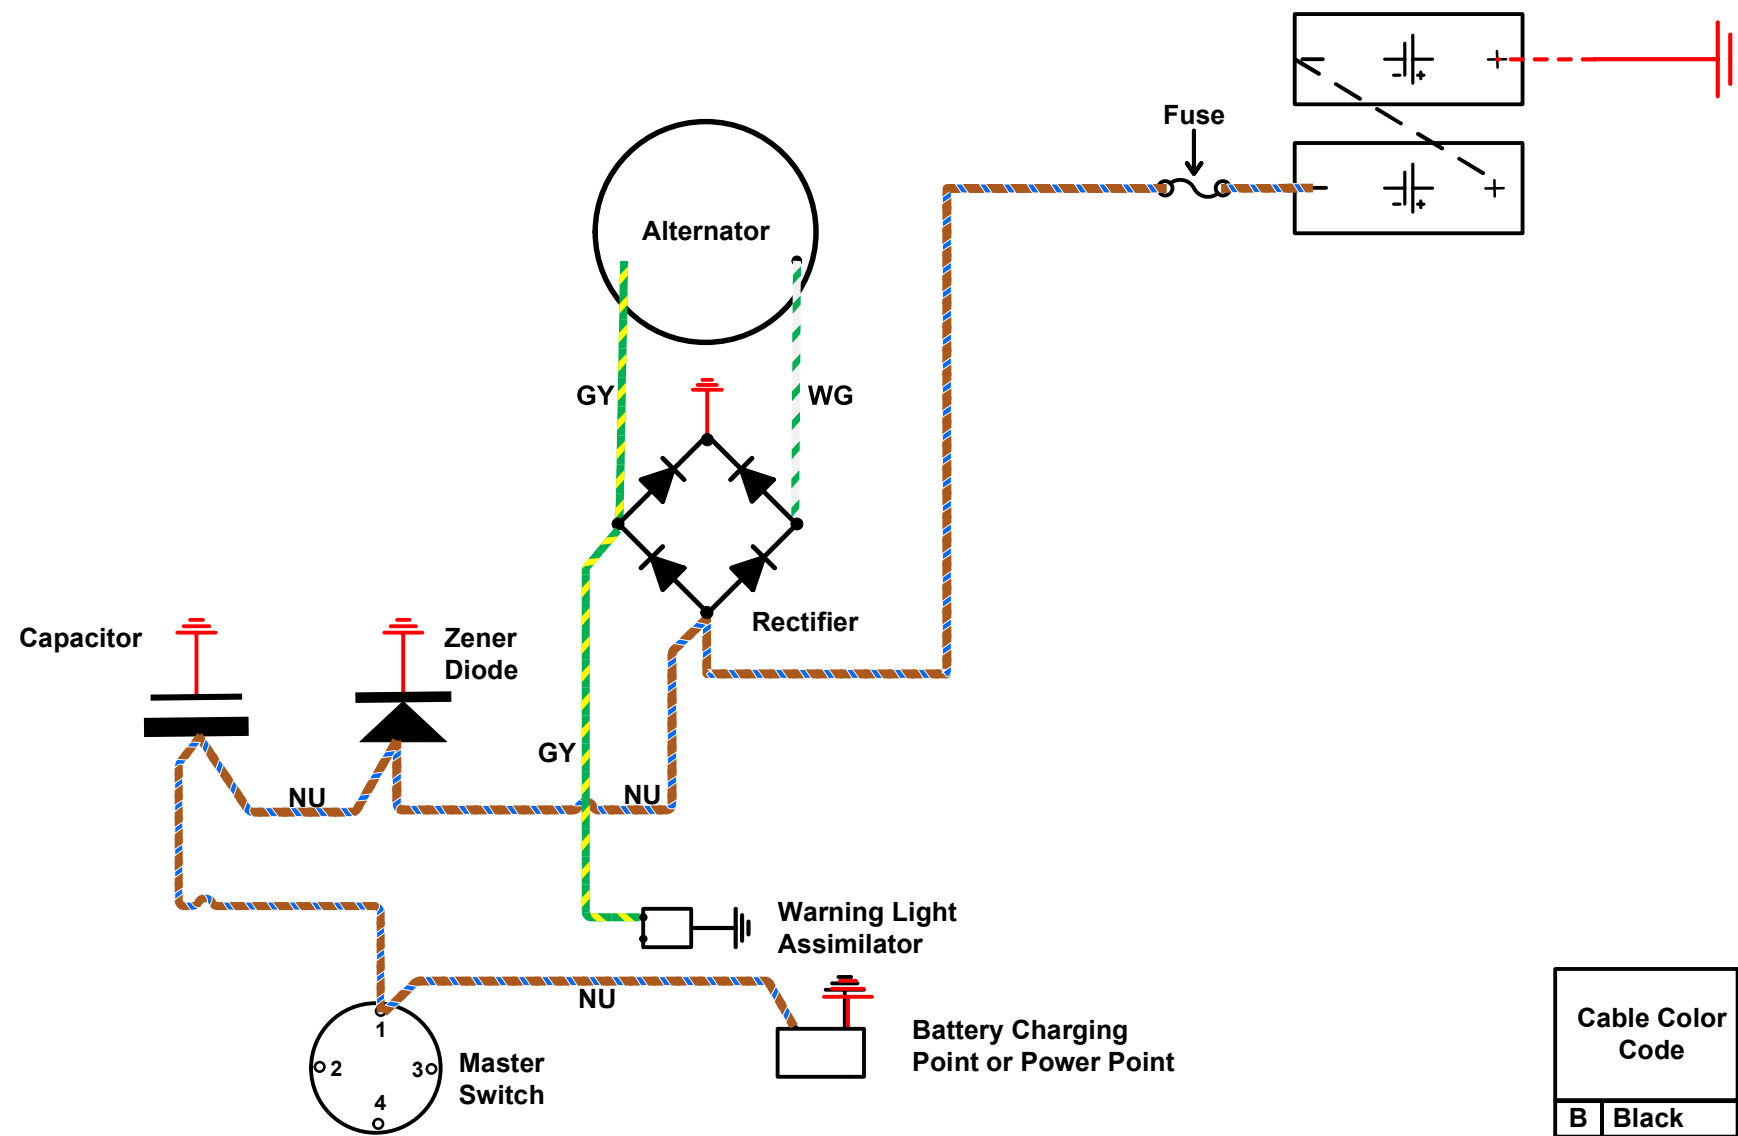 Fuse
Alternator
GY
WG
Rectifier
Capacitor
Zener
Diode
GY
NU
NU
Warning Light
Assimilator
NU
1
2
3
4
Master
Switch
Battery Charging
Point or Power Point
Cable Color
Code
B Black